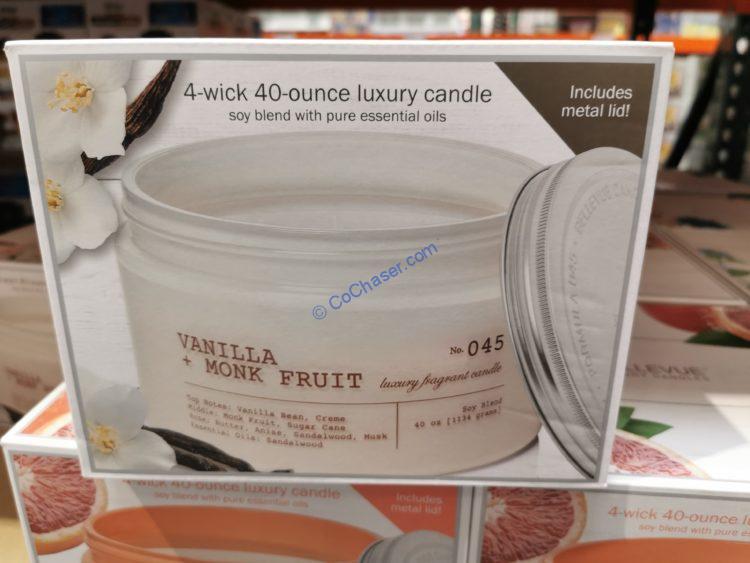 4-wick 40-ounce luxury candle
soy blend with pure essential oils
Includes
metal lid!
© CoChaser.com
VANILLA
+ MONK FRUIT
No. 045
luxury fragrant candle
Top Notes: Vanilla Bean, Creme
Middle: Monk Fruit, Sugar Cane
Base: Butter, Anise, Sandalwood, Musk
Essential Oils: Sandalwood
Soy Blend
40 oz [1134 grams]
4-wick 40-ounce luxury candle
soy blend with pure essential oils
Includes
metal lid!
4-wick 40-ounce
soy blend with pure